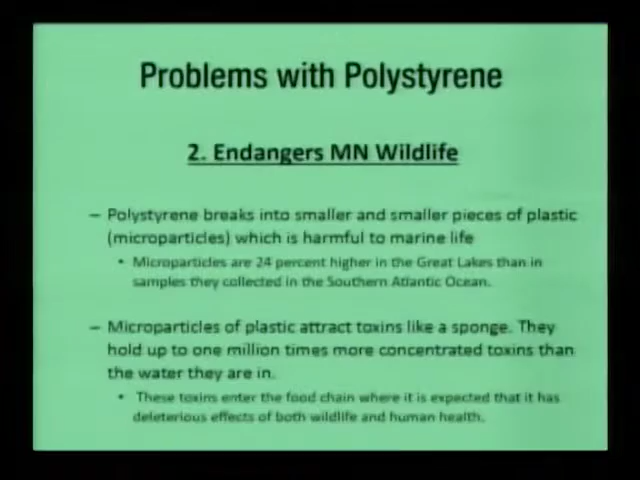 Problems with Polystyrene
2. Endangers MN Wildlife
– Polystyrene breaks into smaller and smaller pieces of plastic
(microparticles) which is harmful to marine life
• Microparticles are 24 percent higher in the Great Lakes than in
samples they collected in the Southern Atlantic Ocean.
– Microparticles of plastic attract toxins like a sponge. They
hold up to one million times more concentrated toxins than
the water they are in.
• These toxins enter the food chain where it is expected that it has
deleterious effects of both wildlife and human health.